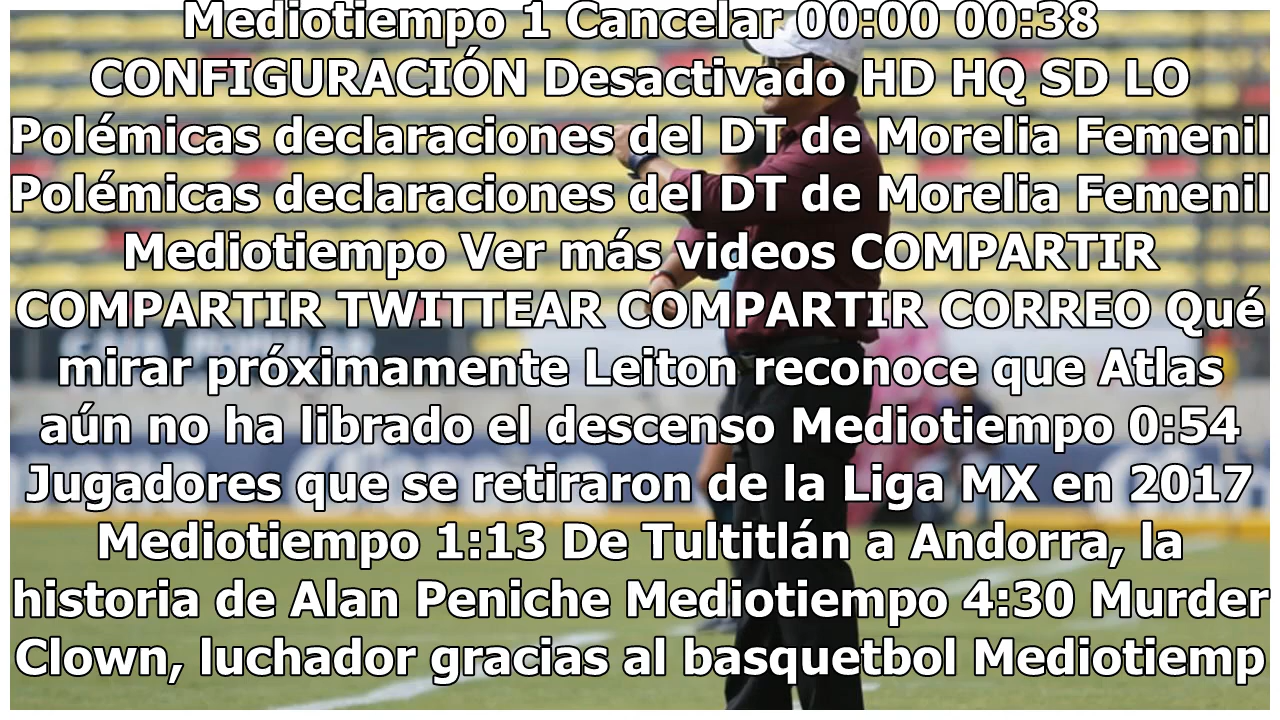 Mediotiempo 1 Cancelar 00:00 00:38
CONFIGURACIÓN Desactivado HD HQ SD LO
Polémicas declaraciones del DT de Morelia Femenil
Polémicas declaraciones del DT de Morelia Femenil
Mediotiempo Ver más videos COMPARTIR
COMPARTIR TWITTEAR COMPARTIR CORREO Qué
mirar próximamente Leiton reconoce que Atlas
aún no ha librado el descenso Mediotiempo 0:54
Jugadores que se retiraron de la Liga MX en 2017
Mediotiempo 1:13 De Tultitlán a Andorra, la
historia de Alan Peniche Mediotiempo 4:30 Murder
Clown, luchador gracias al basquetbol Mediotiemp